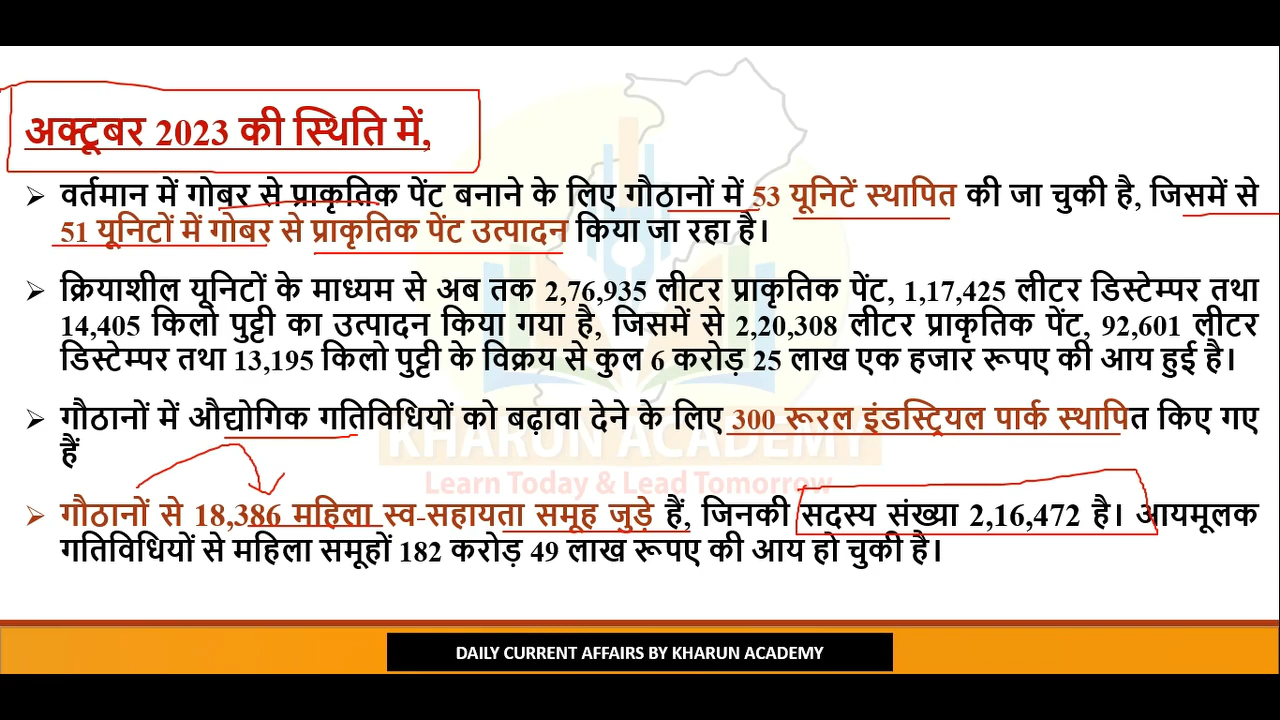 अक्टूबर 2023 की स्थिति में,
➢ वर्तमान में गोबर से प्राकृतिक पेंट बनाने के लिए गौठानों में 53 यूनिटें स्थापित की जा चुकी है, जिसमें से
51 यूनिटों में गोबर से प्राकृतिक पेंट उत्पादन किया जा रहा है।
➢ क्रियाशील यूनिटों के माध्यम से अब तक 2,76,935 लीटर प्राकृतिक पेंट, 1,17,425 लीटर डिस्टेम्पर तथा
14,405 किलो पुट्टी का उत्पादन किया गया है, जिसमें से 2,20,308 लीटर प्राकृतिक पेंट, 92,601 लीटर
डिस्टेम्पर तथा 13,195 किलो पुट्टी के विक्रय से कुल 6 करोड़ 25 लाख एक हजार रूपए की आय हुई है।
➢ गौठानों में औद्योगिक गतिविधियों को बढ़ावा देने के लिए 300 रूरल इंडस्ट्रियल पार्क स्थापित किए गए
हैं
KHARUN ACADEMY
Learn Today & Lead Tomorrow
➢ गौठानों से 18,386 महिला स्व-सहायता समूह जुड़े हैं, जिनकी सदस्य संख्या 2,16,472 है। आयमूलक
गतिविधियों से महिला समूहों 182 करोड़ 49 लाख रूपए की आय हो चुकी है।
DAILY CURRENT AFFAIRS BY KHARUN ACADEMY